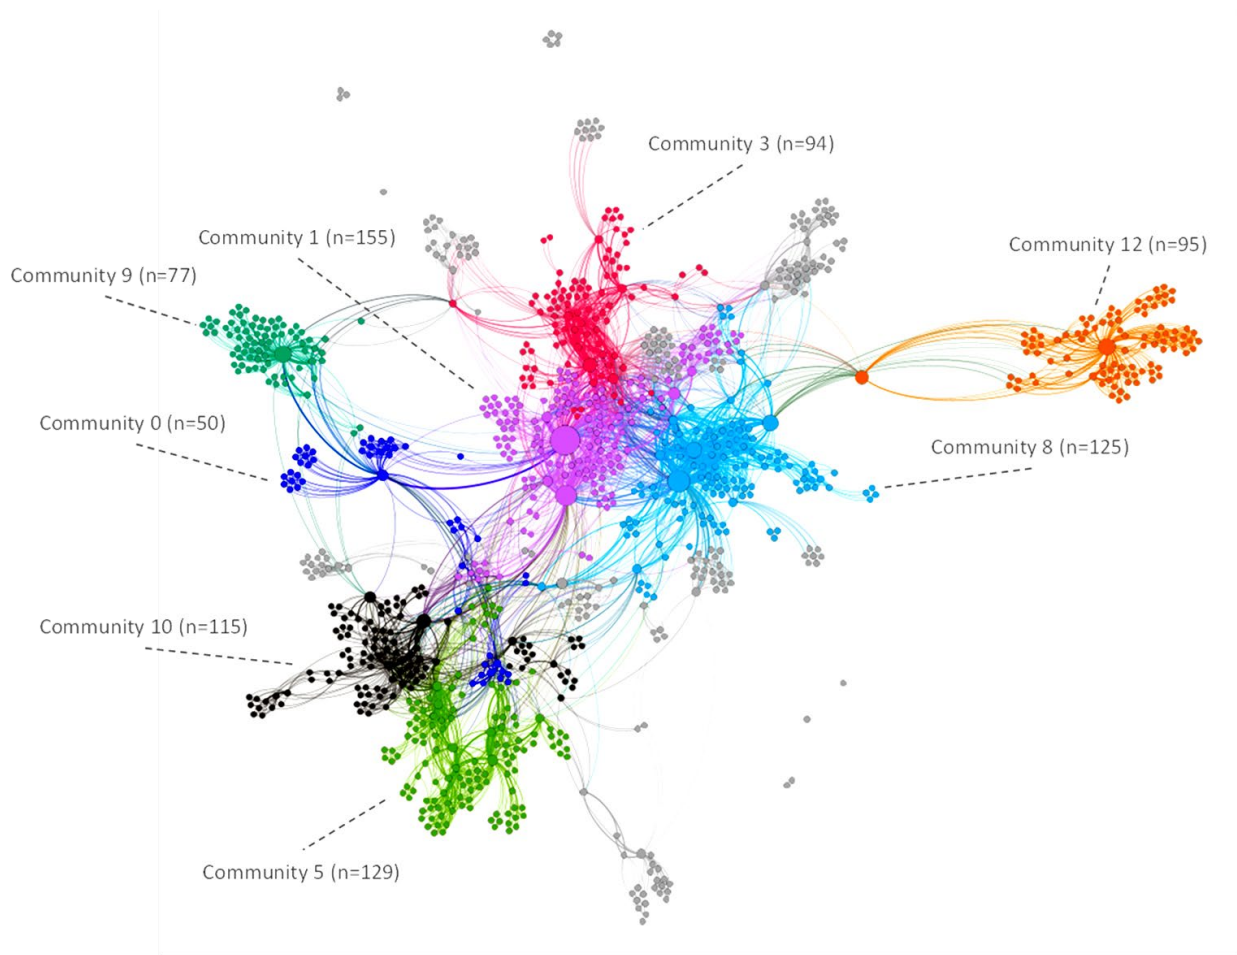 Community 3 (n=94)
Community 1 (n=155)
Community 12 (n=95)
Community 9 (n=77)
Community 0 (n=50)
Community 8 (n=125)
Community 10 (n=115)
Community 5 (n=129)